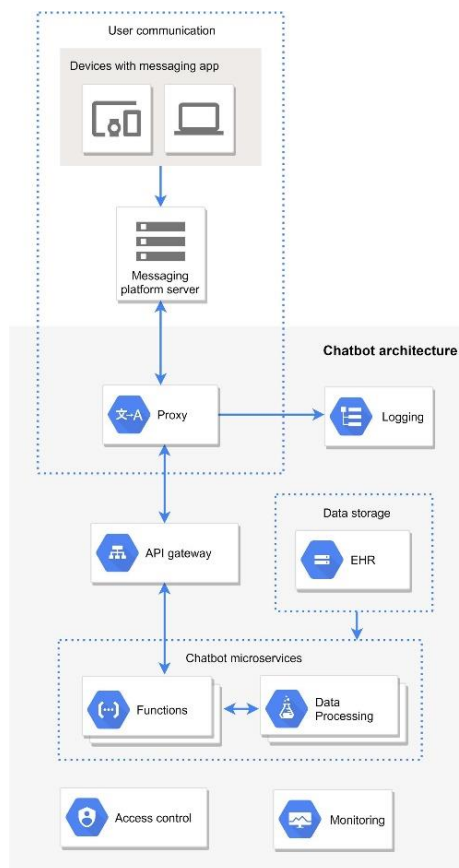 User communication
Devices with messaging app
Messaging
platform server
Chatbot architecture
文→A
Proxy
Logging
Data storage
API gateway
EHR
Chatbot microservices
Functions
Data
Processing
Access control
Monitoring